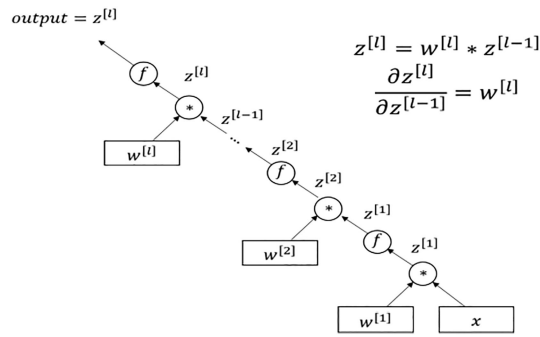 output = z^{[l]}
z^{[l]} = w^{[l]} * z^{[l-1]}
∂z^{[l]} / ∂z^{[l-1]} = w^{[l]}
f
z^{[l]}
*
z^{[l-1]}
w^{[l]}
...
z^{[2]}
f
z^{[2]}
*
z^{[1]}
w^{[2]}
f
z^{[1]}
*
w^{[1]}
x